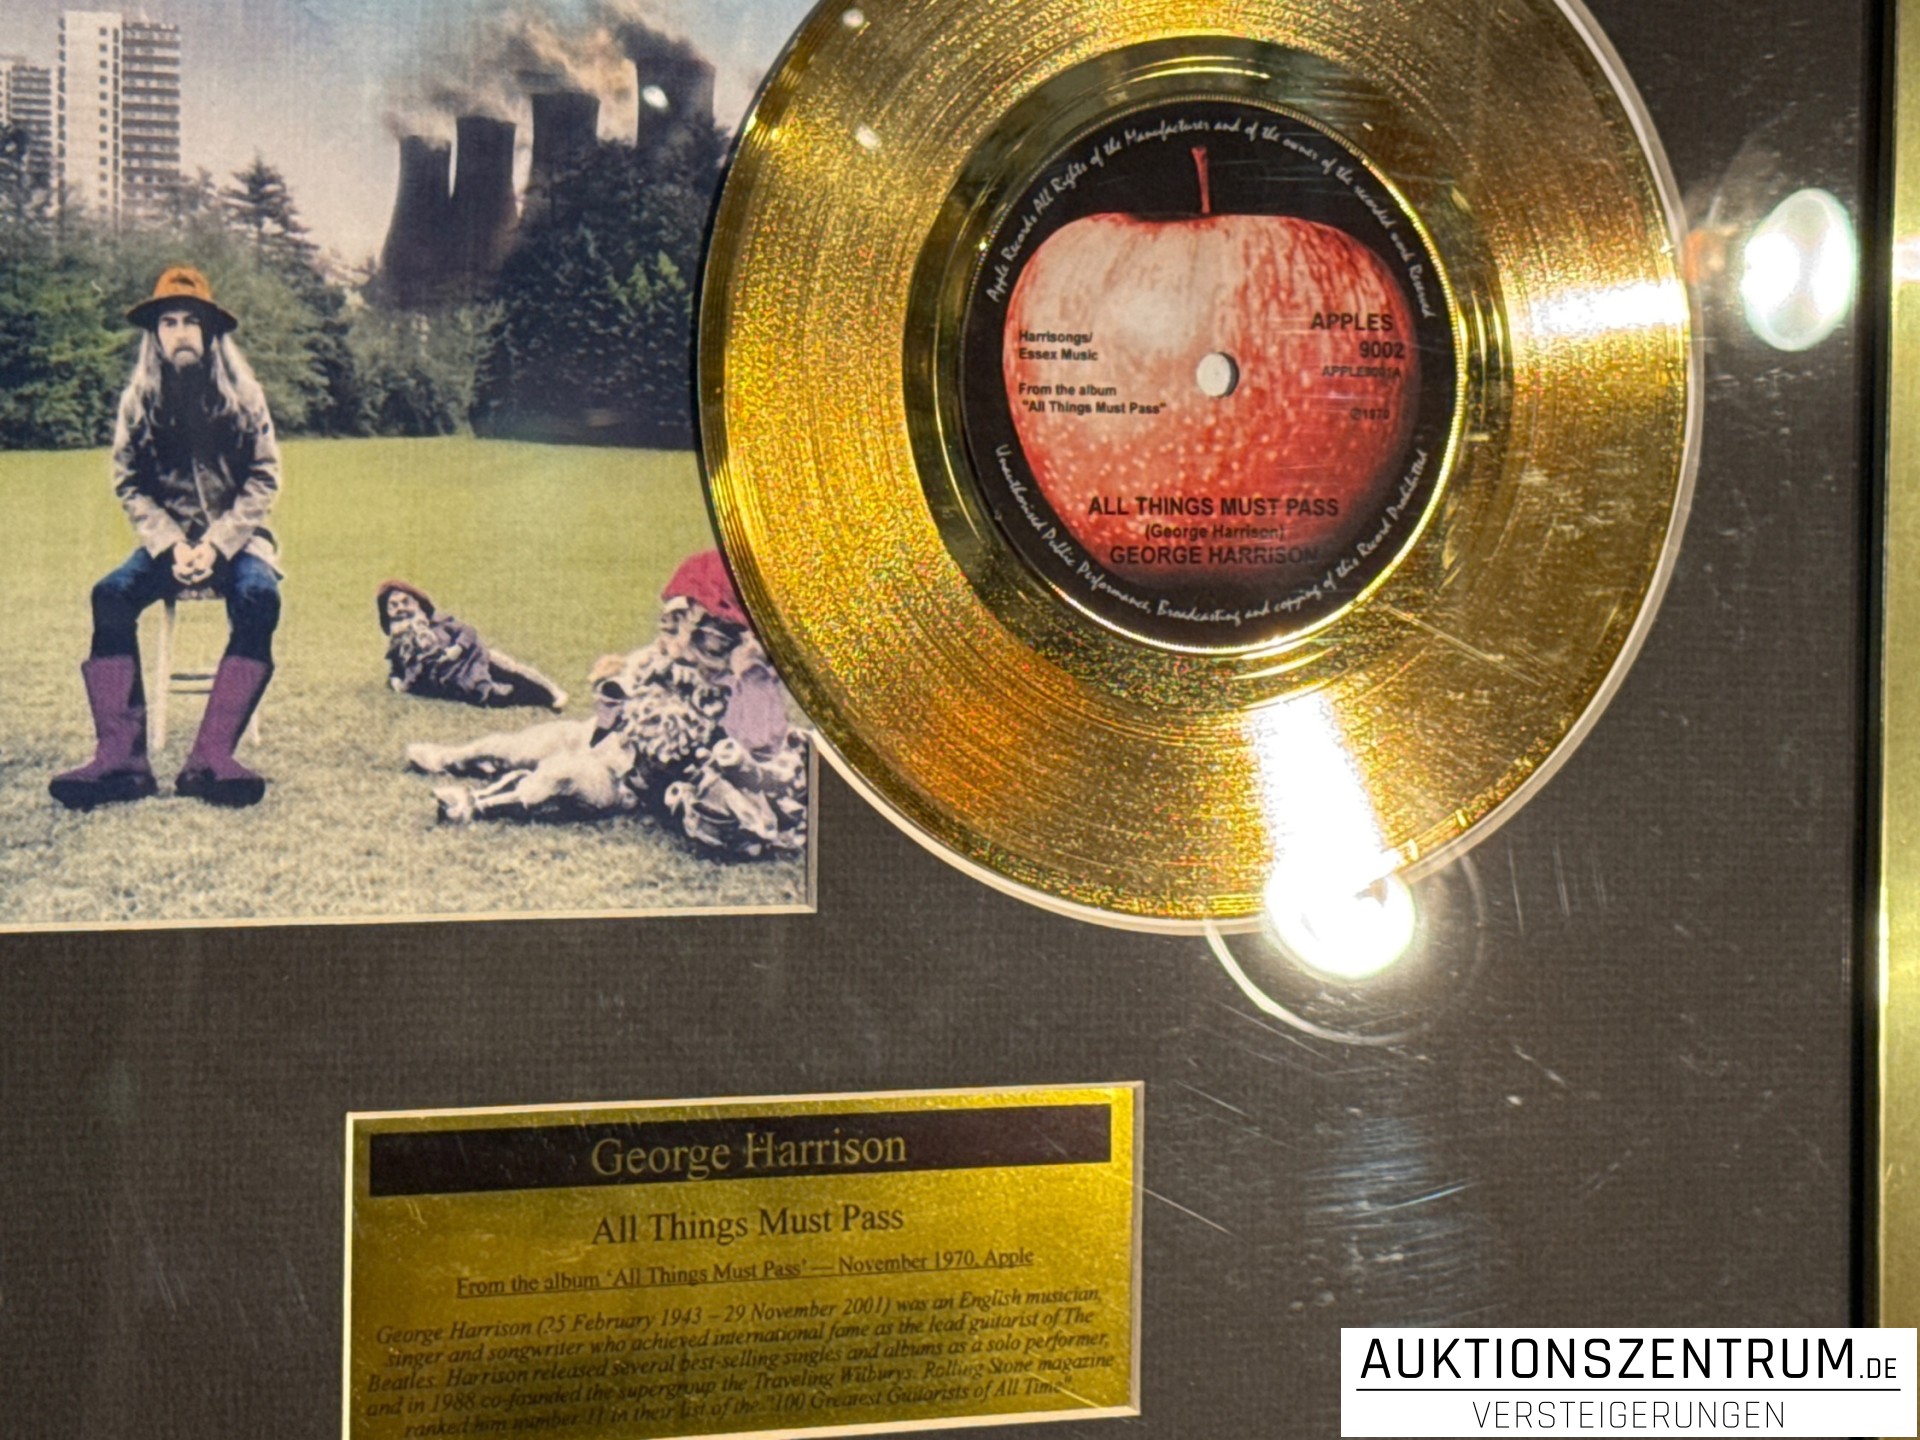 Apple Records All Rights of the Manufacturer and of the owner of the recorded work Reserved
Harrisongs/
Essex Music
From the album
"All Things Must Pass"
APPLES
9002
℗1970
ALL THINGS MUST PASS
(George Harrison)
GEORGE HARRISON
Unauthorised Public Performance, Broadcasting and copying of this Record Prohibited
George Harrison
All Things Must Pass
From the album 'All Things Must Pass' — November 1970, Apple
George Harrison (25 February 1943 – 29 November 2001) was an English musician,
singer and songwriter who achieved international fame as the lead guitarist of The
Beatles. Harrison released several best-selling singles and albums as a solo performer,
and in 1988 co-founded the supergroup the Traveling Wilburys. Rolling Stone magazine
ranked him number 11 in their list of the "100 Greatest Guitarists of All Time"
AUKTIONSZENTRUM.DE
VERSTEIGERUNGEN